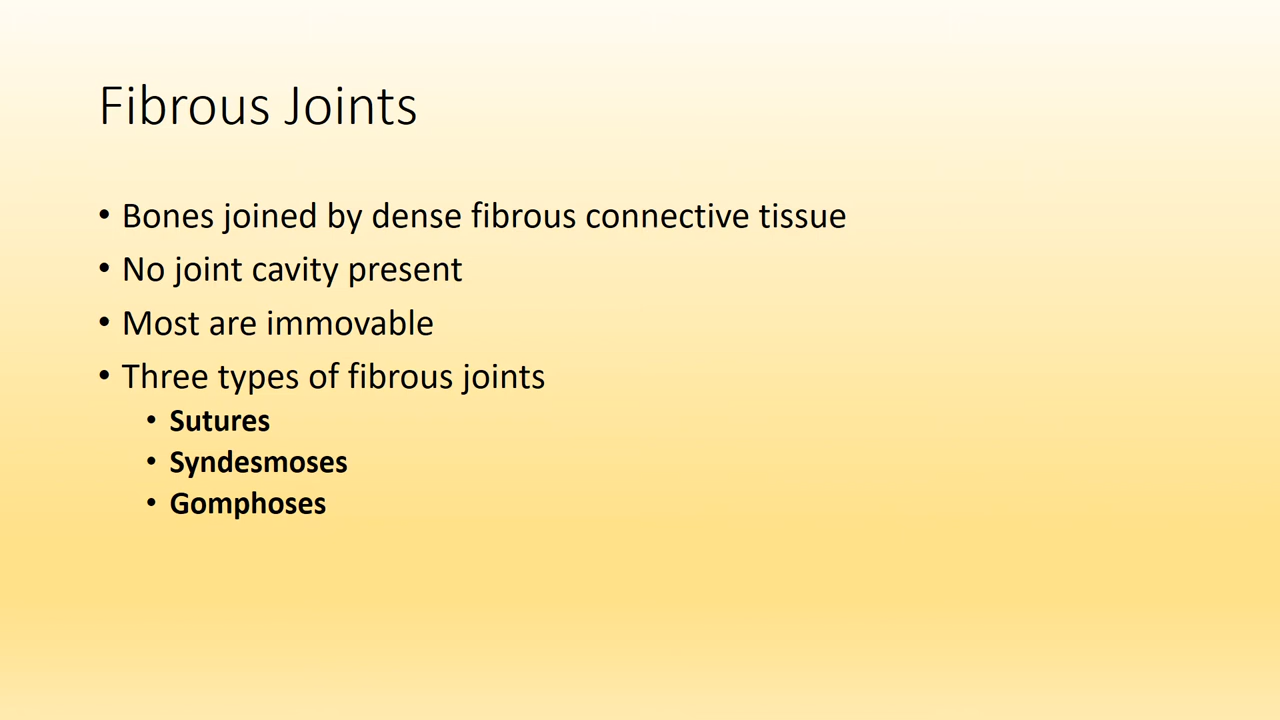 Fibrous Joints
• Bones joined by dense fibrous connective tissue
• No joint cavity present
• Most are immovable
• Three types of fibrous joints
• Sutures
• Syndesmoses
• Gomphoses